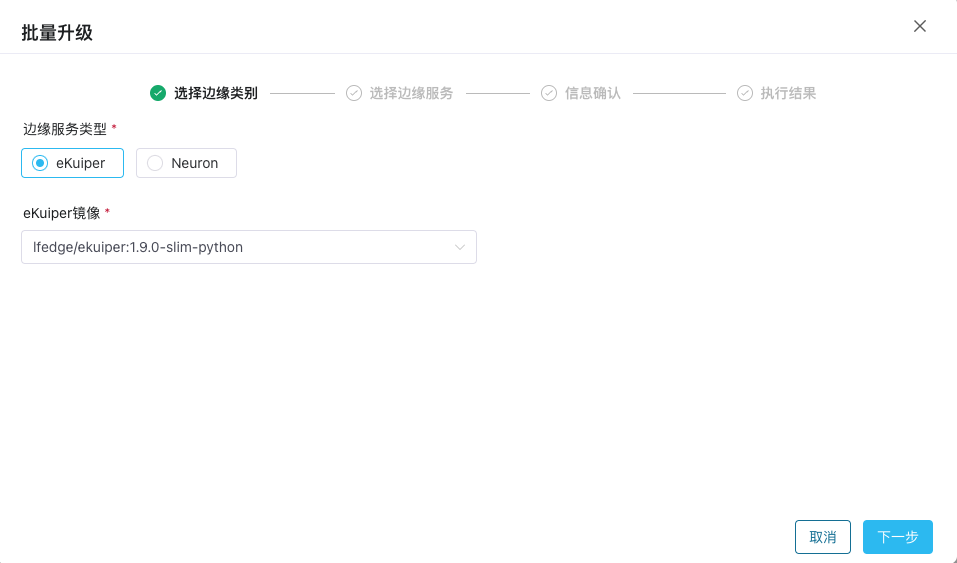 批量升级
选择边缘类别 选择边缘服务 信息确认 执行结果
边缘服务类型 *
eKuiper Neuron
eKuiper镜像 *
lfedge/ekuiper:1.9.0-slim-python
取消 下一步